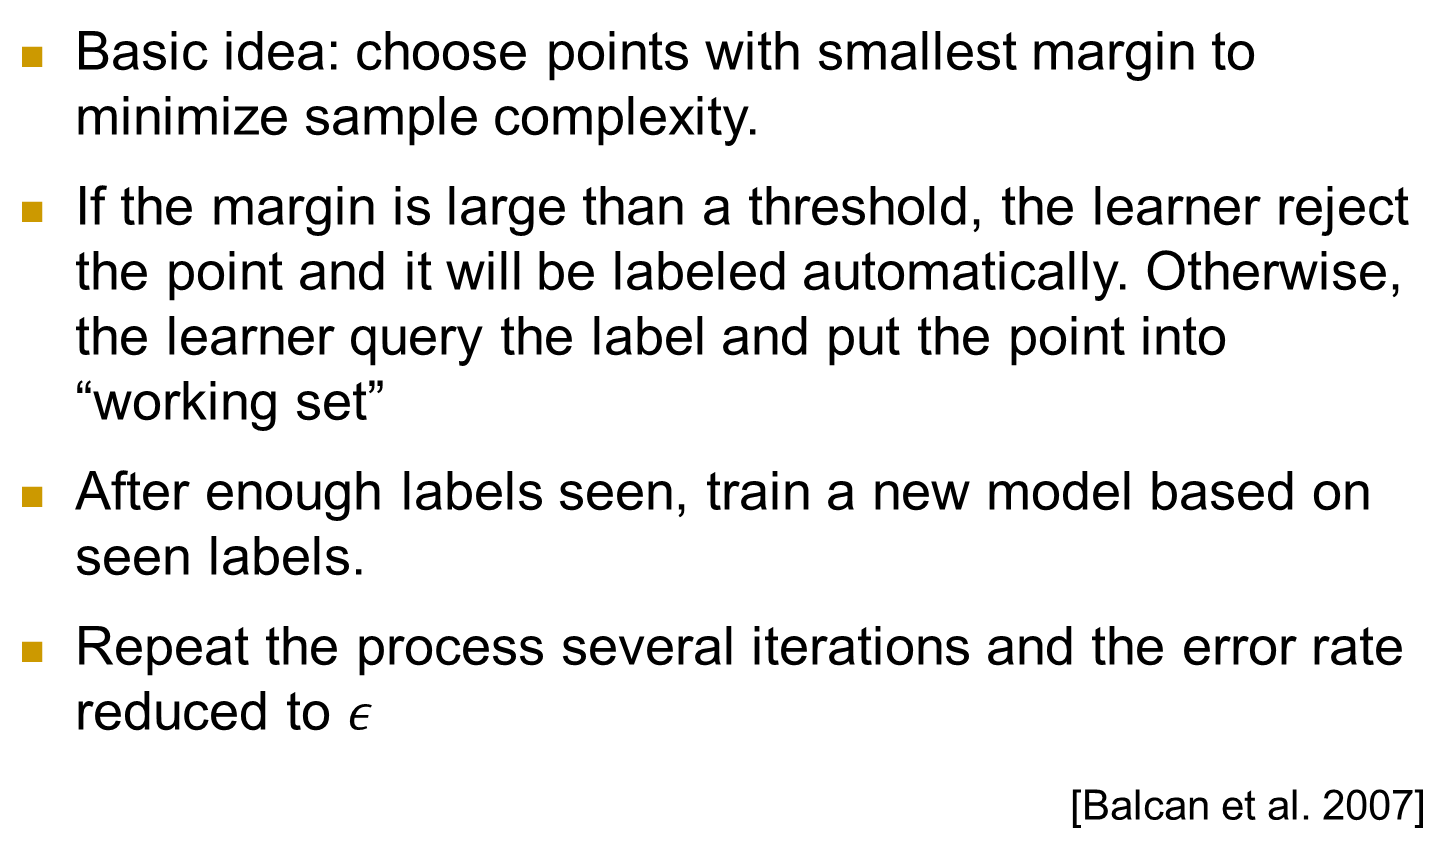 Basic idea: choose points with smallest margin to
minimize sample complexity.
If the margin is large than a threshold, the learner reject
the point and it will be labeled automatically. Otherwise,
the learner query the label and put the point into
“working set”
After enough labels seen, train a new model based on
seen labels.
Repeat the process several iterations and the error rate
reduced to ϵ
[Balcan et al. 2007]